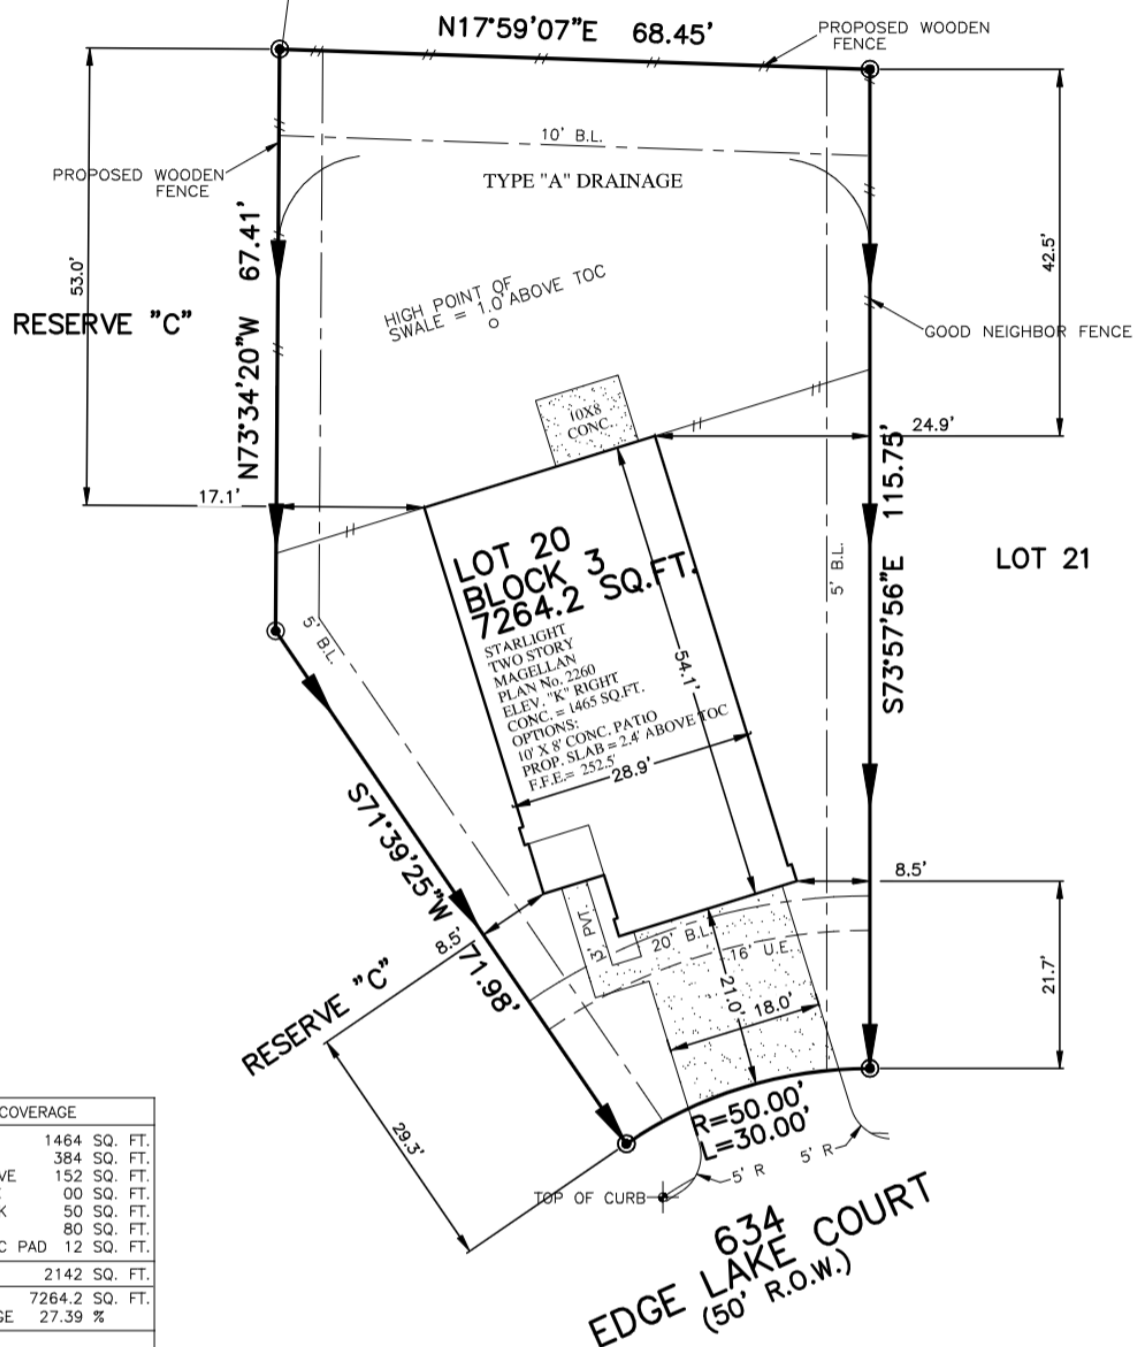 N17°59'07"E 68.45'
PROPOSED WOODEN
FENCE
10' B.L.
PROPOSED WOODEN
FENCE
TYPE "A" DRAINAGE
53.0'
N73°34'20"W 67.41'
42.5'
HIGH POINT OF
SWALE = 1.0' ABOVE TOC
RESERVE "C"
GOOD NEIGHBOR FENCE
10X8
CONC.
24.9'
17.1'
S73°57'56"E 115.75'
5' B.L.
LOT 21
LOT 20
BLOCK 3
7264.2 SQ.FT.
STARLIGHT
TWO STORY
MAGELLAN
PLAN No. 2260
ELEV. "K" RIGHT
CONC. = 1465 SQ.FT.
OPTIONS:
10' X 8' CONC. PATIO
PROP. SLAB = 2.4' ABOVE TOC
F.F.E.= 252.5'
54.1'
28.9'
5' B.L.
S71°39'25"W 71.98'
8.5'
8.5'
3' PVT.
20' B.L.
16' U.E.
21.0'
18.0'
21.7'
RESERVE "C"
29.3'
R=50.00'
L=30.00'
5' R
5' R
TOP OF CURB
634
EDGE LAKE COURT
(50' R.O.W.)
COVERAGE
1464 SQ. FT.
384 SQ. FT.
VE 152 SQ. FT.
00 SQ. FT.
K 50 SQ. FT.
80 SQ. FT.
C PAD 12 SQ. FT.
2142 SQ. FT.
7264.2 SQ. FT.
GE 27.39 %